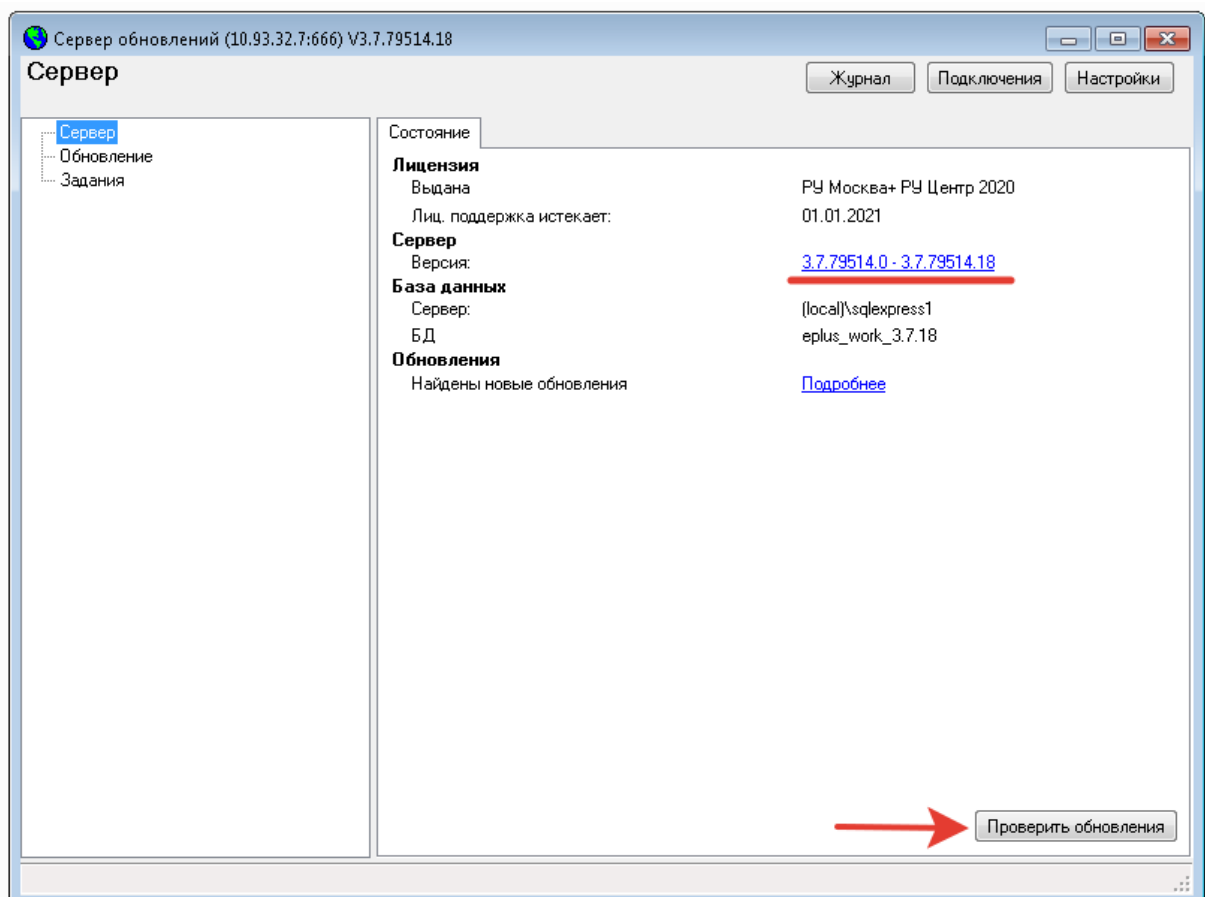 Сервер обновлений (10.93.32.7:666) V3.7.79514.18
Сервер
Журнал
Подключения
Настройки
Сервер
Обновление
Задания
Состояние
Лицензия
Выдана РУ Москва+ РУ Центр 2020
Лиц. поддержка истекает: 01.01.2021
Сервер
Версия: 3.7.79514.0 - 3.7.79514.18
База данных
Сервер: (local)\sqlexpress1
БД eplus_work_3.7.18
Обновления
Найдены новые обновления Подробнее
Проверить обновления